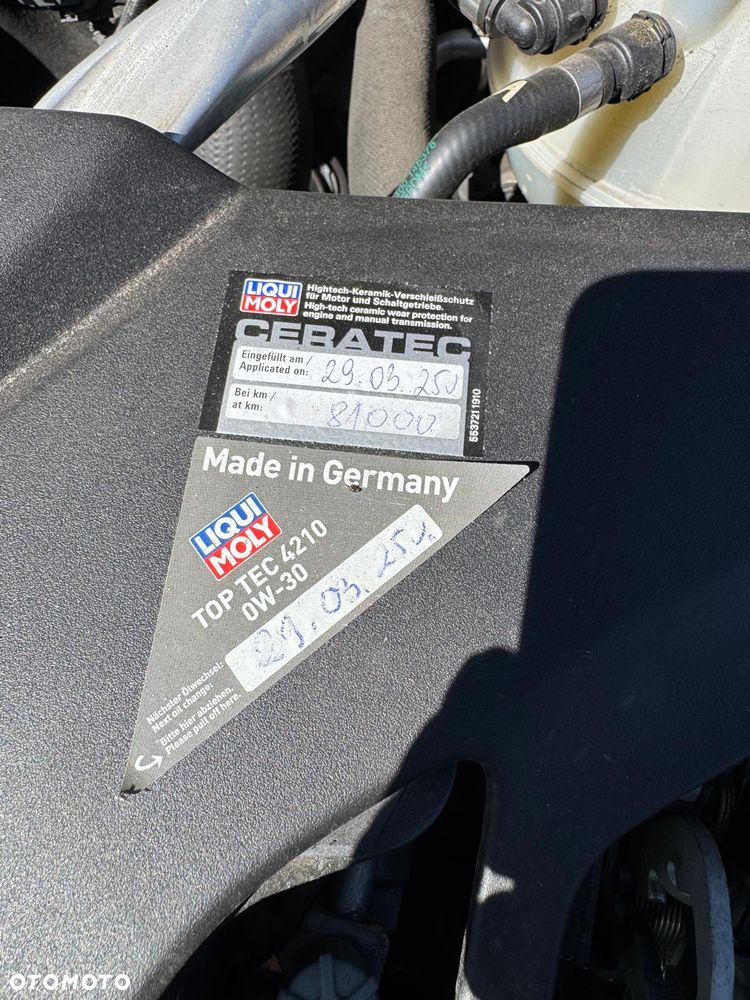 A
LIQUI
MOLY
Hightech-Keramik-Verschleißschutz
für Motor und Schaltgetriebe.
High-tech ceramic wear protection for
engine and manual transmission.
CERATEC
Eingefüllt am /
Applicated on: 29.03.25r
Bei km /
at km: 81000
5537211910
Made in Germany
LIQUI
MOLY
TOP TEC 4210
0W-30
Nächster Ölwechsel:
Next oil change:
29.03.25r.
Bitte hier abziehen.
Please pull off here.
OTOMOTO